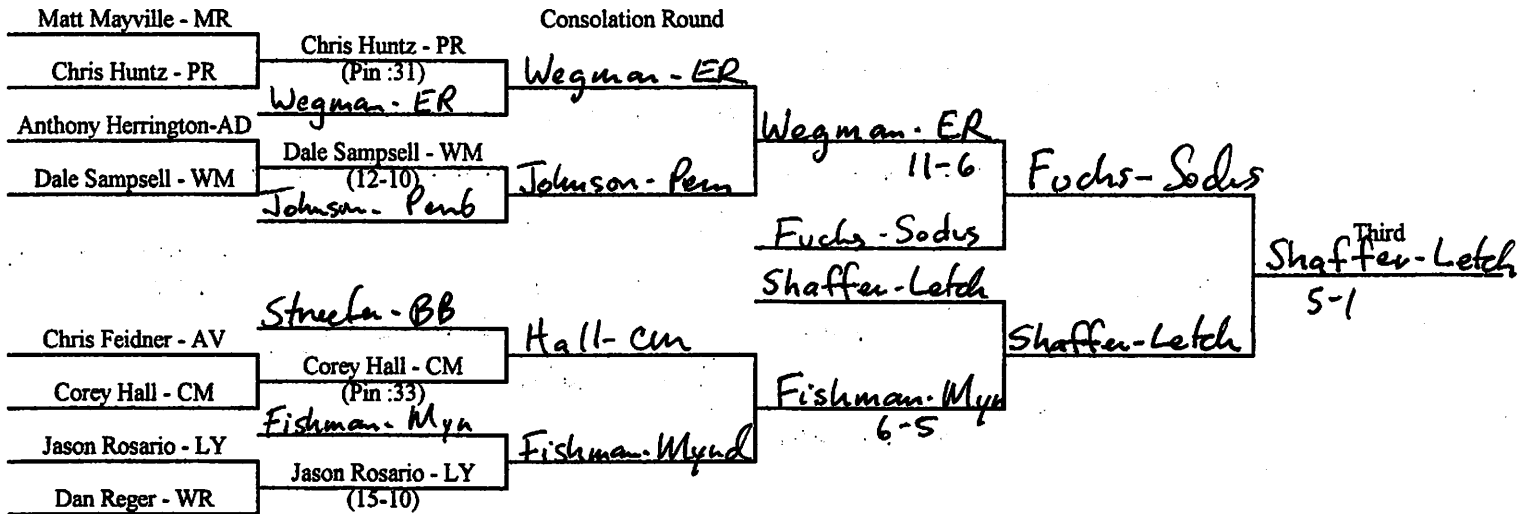 Matt Mayville - MR
Consolation Round
Chris Huntz - PR
Chris Huntz - PR
(Pin :31)
Wegman - ER
Wegman - ER
Anthony Herrington-AD
Wegman - ER
11-6
Dale Sampsell - WM
Dale Sampsell - WM
(12-10)
Johnson - Pem
Fuchs - Sodus
Johnson - Pemb
Fuchs - Sodus
Third
Shaffer - Letch
5-1
Shaffer - Letch
Streeter - BB
Chris Feidner - AV
Hall - CM
Shaffer - Letch
Corey Hall - CM
Corey Hall - CM
(Pin :33)
Fishman - Myn
6-5
Fishman - Myn
Jason Rosario - LY
Fishman - Mynd
Jason Rosario - LY
(15-10)
Dan Reger - WR